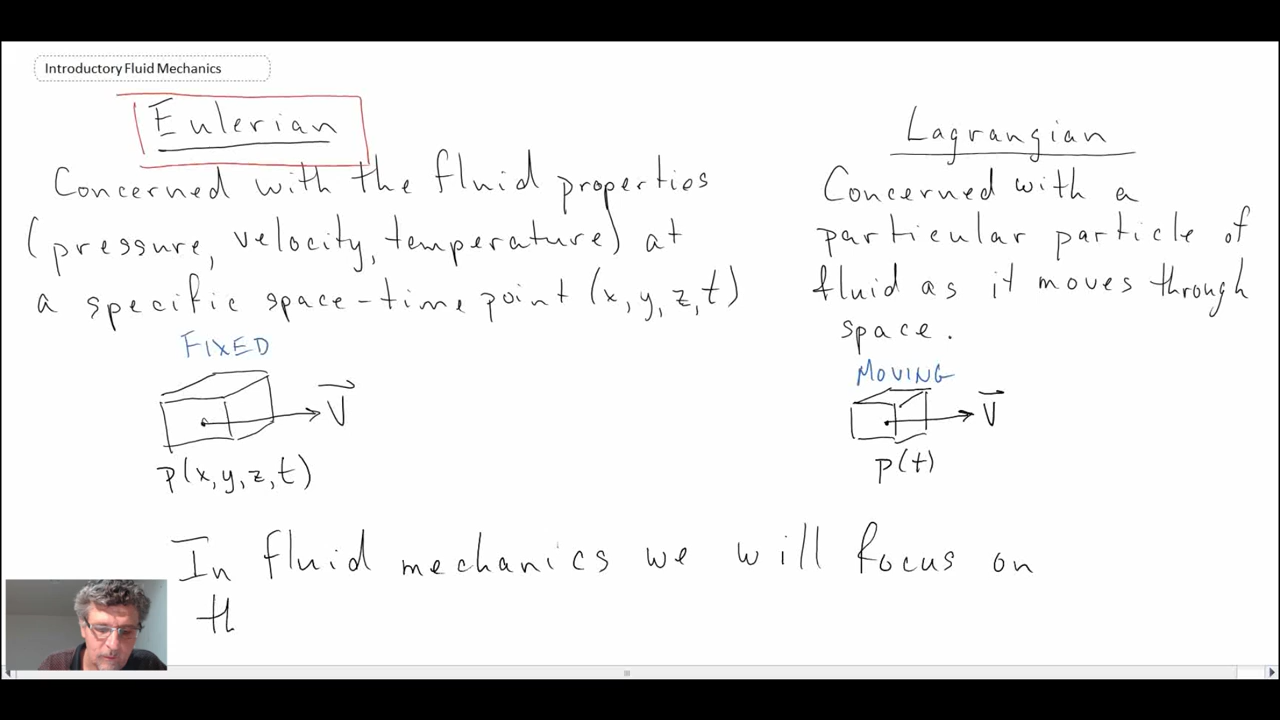 Introductory Fluid Mechanics
Eulerian
Concerned with the fluid properties
(pressure, velocity, temperature) at
a specific space-time point (x, y, z, t)
FIXED
V
p(x, y, z, t)
Lagrangian
Concerned with a
particular particle of
fluid as it moves through
space.
MOVING
V
p(t)
In fluid mechanics we will focus on
th